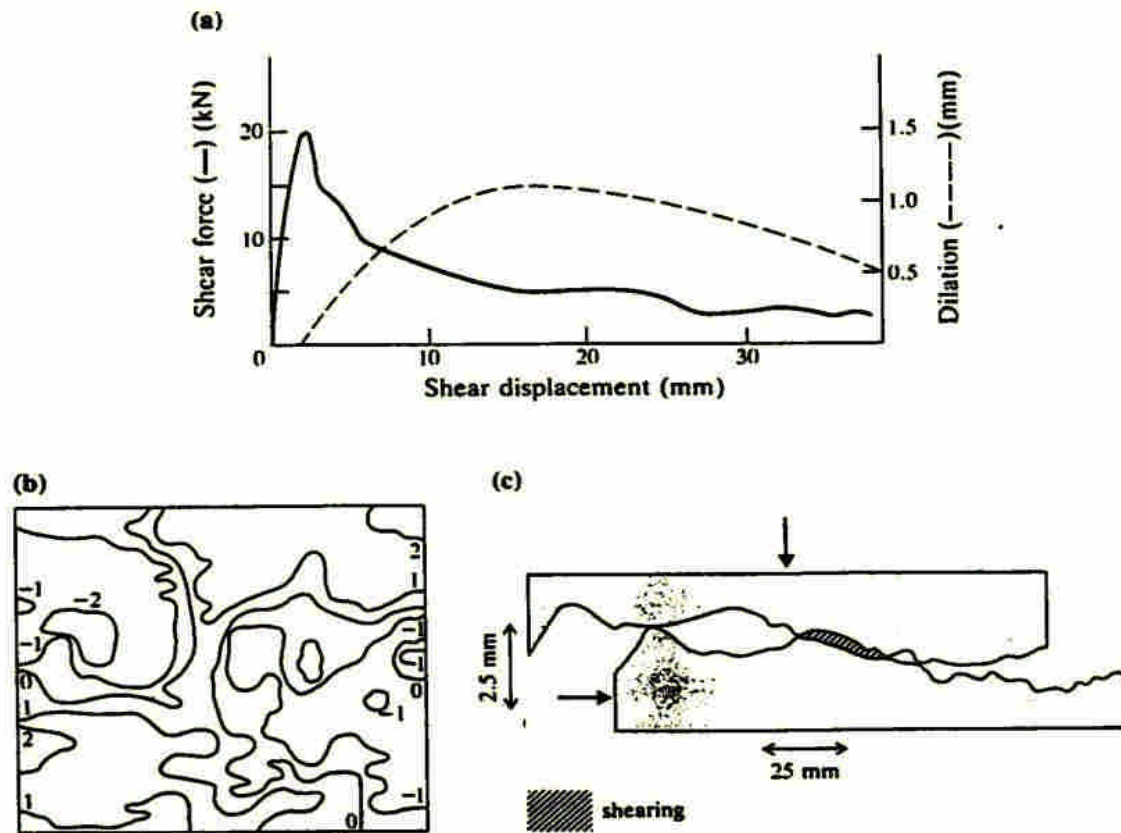 (a)
Shear force (—) (kN)
20
10
0
10
20
30
Shear displacement (mm)
1.5
1.0
0.5
Dilation (----)(mm)
(b)
2
1
-1
-2
-1
-1
-1
0
0
1
-1
2
1
-1
0
(c)
2.5 mm
25 mm
shearing